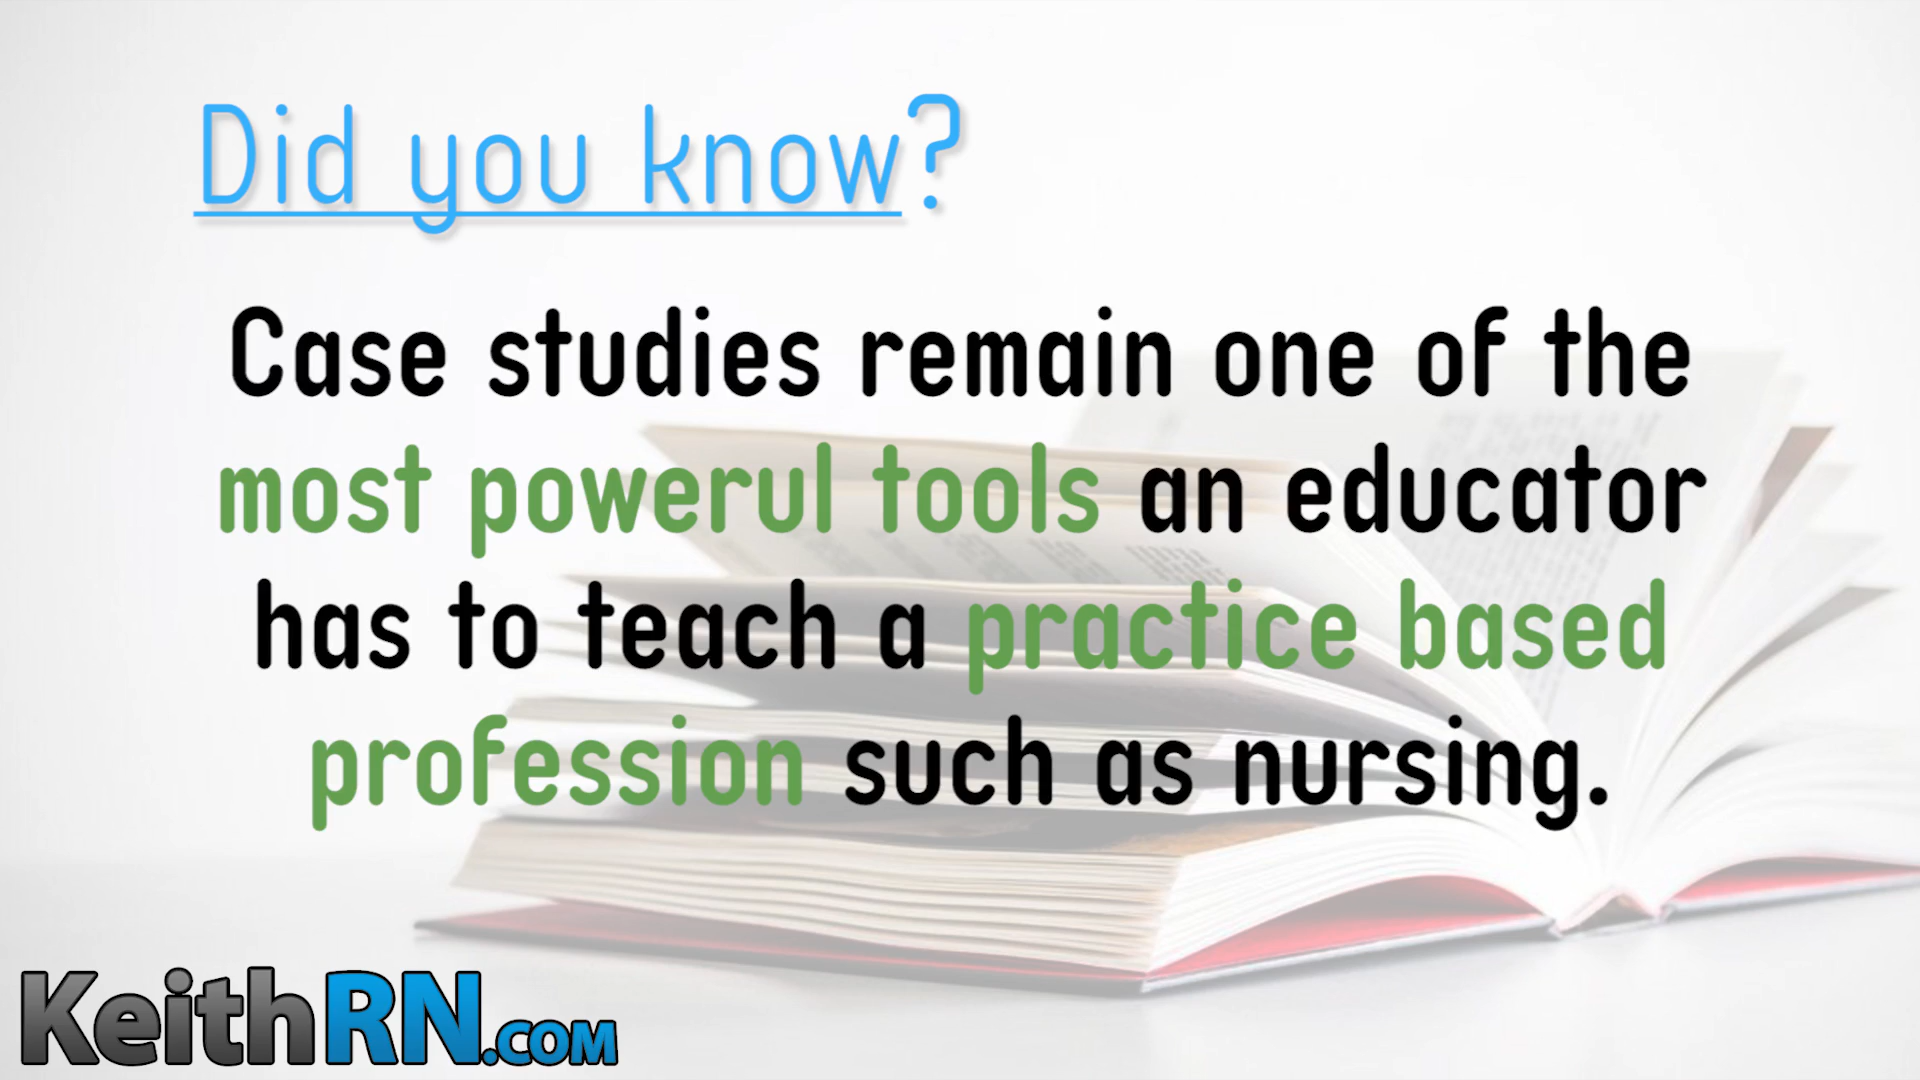 Did you know?
Case studies remain one of the
most powerul tools an educator
has to teach a practice based
profession such as nursing.
KeithRN.com